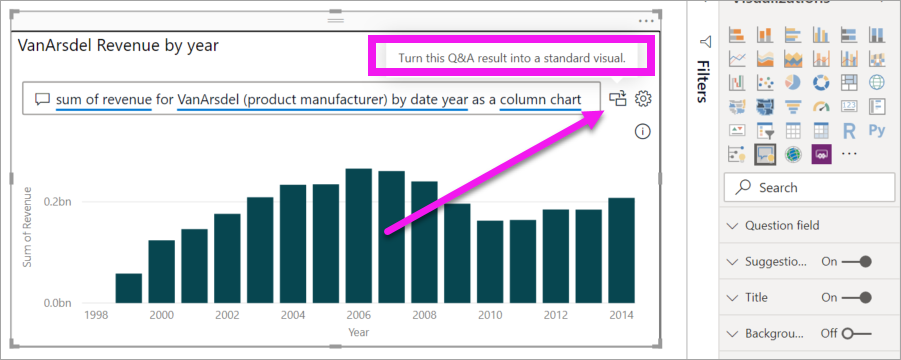 Visualizations
VanArsdel Revenue by year
Turn this Q&A result into a standard visual.
sum of revenue for VanArsdel (product manufacturer) by date year as a column chart
Sum of Revenue
0.2bn
0.0bn
1998 2000 2002 2004 2006 2008 2010 2012 2014
Year
Filters
123
R Py
Search
Question field
Suggestio... On
Title On
Backgrou... Off